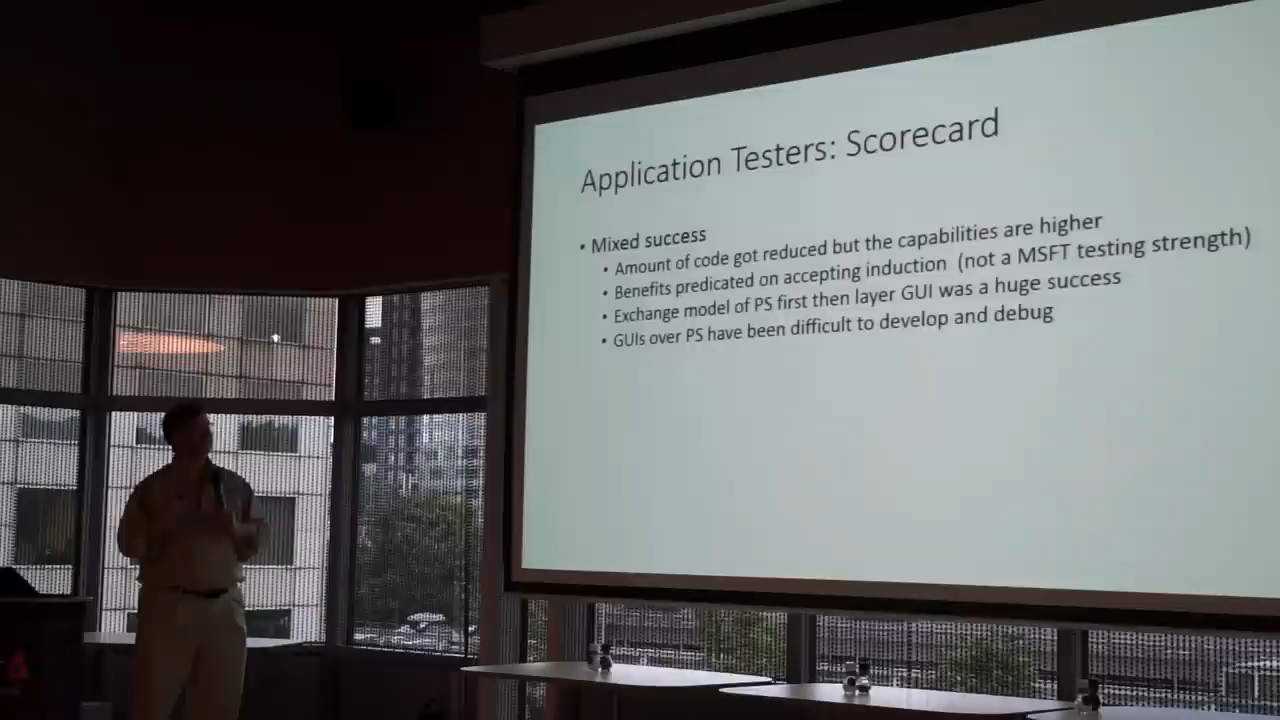 Application Testers: Scorecard
• Mixed success
• Amount of code got reduced but the capabilities are higher
• Benefits predicated on accepting induction (not a MSFT testing strength)
• Exchange model of PS first then layer GUI was a huge success
• GUIs over PS have been difficult to develop and debug